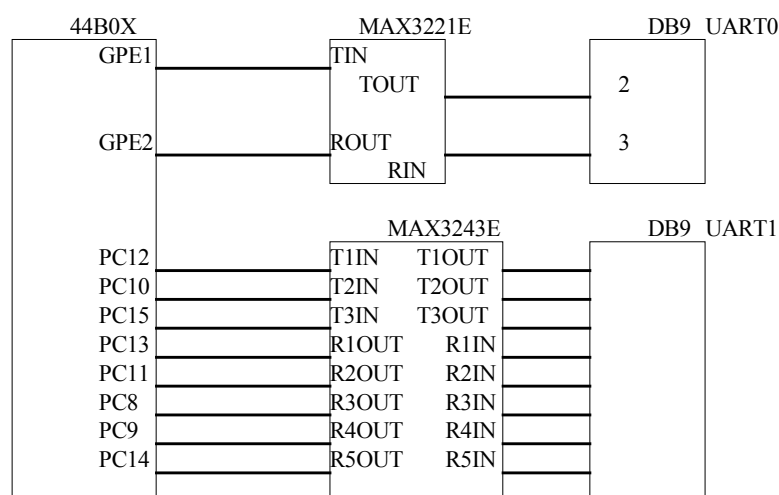 44B0X MAX3221E DB9 UART0
GPE1 TIN
TOUT 2
GPE2 ROUT 3
RIN
MAX3243E DB9 UART1
PC12 T1IN T1OUT
PC10 T2IN T2OUT
PC15 T3IN T3OUT
PC13 R1OUT R1IN
PC11 R2OUT R2IN
PC8 R3OUT R3IN
PC9 R4OUT R4IN
PC14 R5OUT R5IN